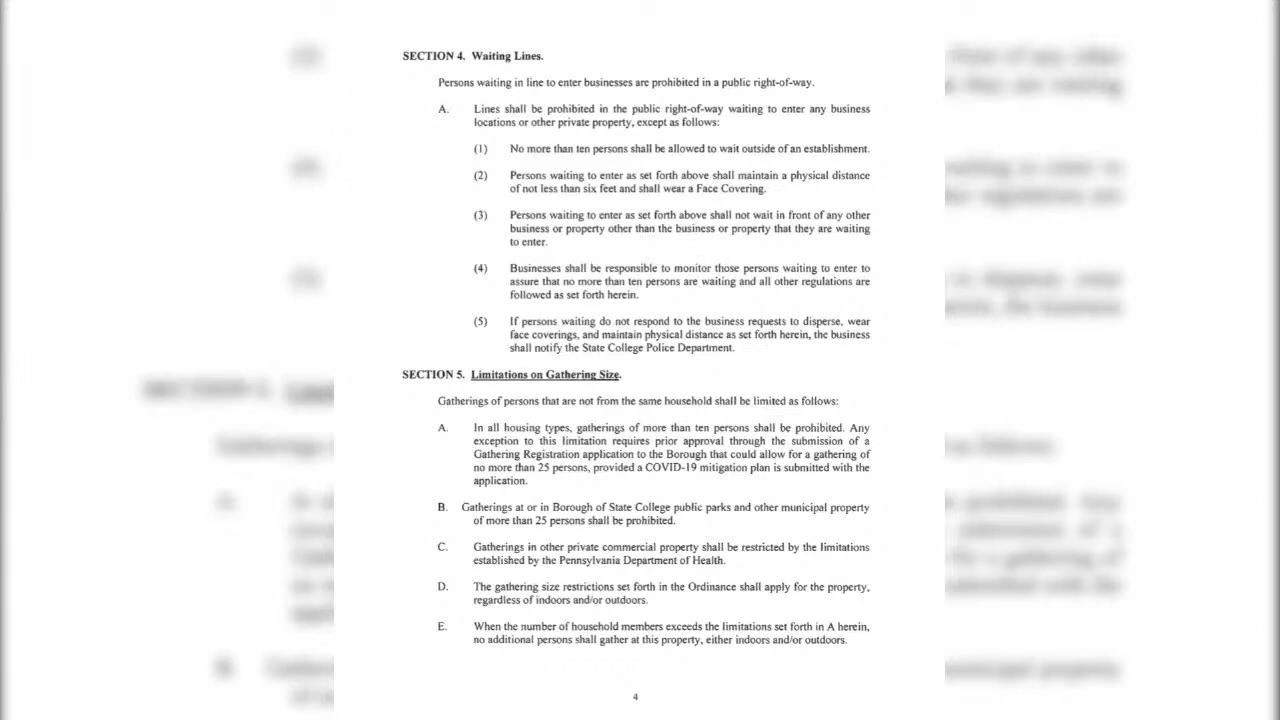 SECTION 4. Waiting Lines.
Persons waiting in line to enter businesses are prohibited in a public right-of-way.
A. Lines shall be prohibited in the public right-of-way waiting to enter any business
locations or other private property, except as follows:
(1) No more than ten persons shall be allowed to wait outside of an establishment.
(2) Persons waiting to enter as set forth above shall maintain a physical distance
of not less than six feet and shall wear a Face Covering.
(3) Persons waiting to enter as set forth above shall not wait in front of any other
business or property other than the business or property that they are waiting
to enter.
(4) Businesses shall be responsible to monitor those persons waiting to enter to
assure that no more than ten persons are waiting and all other regulations are
followed as set forth herein.
(5) If persons waiting do not respond to the business requests to disperse, wear
face coverings, and maintain physical distance as set forth herein, the business
shall notify the State College Police Department.
SECTION 5. Limitations on Gathering Size.
Gatherings of persons that are not from the same household shall be limited as follows:
A. In all housing types, gatherings of more than ten persons shall be prohibited. Any
exception to this limitation requires prior approval through the submission of a
Gathering Registration application to the Borough that could allow for a gathering of
no more than 25 persons, provided a COVID-19 mitigation plan is submitted with the
application.
B. Gatherings at or in Borough of State College public parks and other municipal property
of more than 25 persons shall be prohibited.
C. Gatherings in other private commercial property shall be restricted by the limitations
established by the Pennsylvania Department of Health.
D. The gathering size restrictions set forth in the Ordinance shall apply for the property,
regardless of indoors and/or outdoors.
E. When the number of household members exceeds the limitations set forth in A herein,
no additional persons shall gather at this property, either indoors and/or outdoors.
4